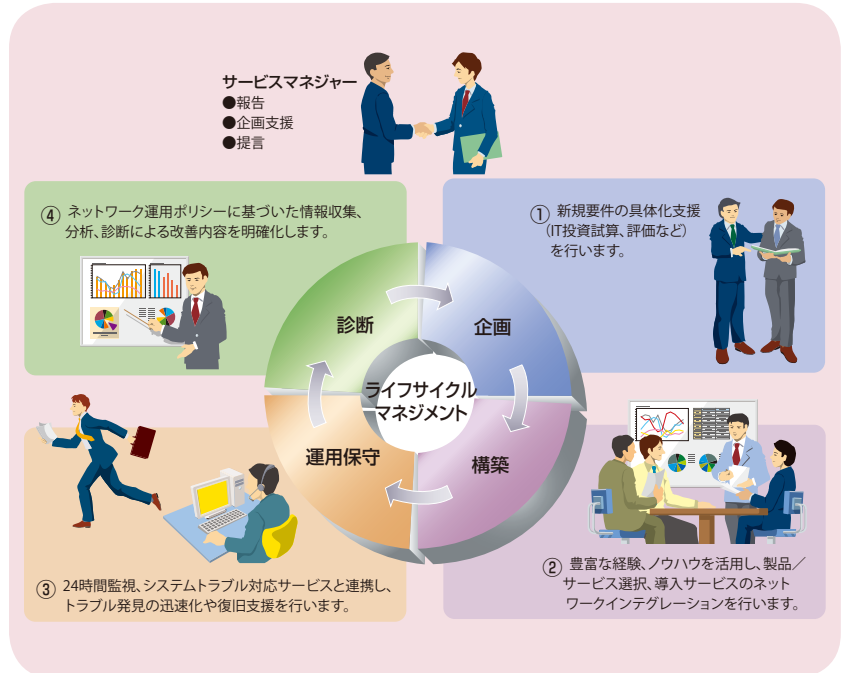 サービスマネジャー
●報告
●企画支援
●提言
④ ネットワーク運用ポリシーに基づいた情報収集、
分析、診断による改善内容を明確化します。
① 新規要件の具体化支援
(IT投資試算、評価など)
を行います。
診断
企画
ライフサイクル
マネジメント
運用保守
構築
③ 24時間監視、システムトラブル対応サービスと連携し、
トラブル発見の迅速化や復旧支援を行います。
② 豊富な経験、ノウハウを活用し、製品／
サービス選択、導入サービスのネット
ワークインテグレーションを行います。